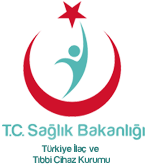 T.C. Sağlık Bakanlığı
Türkiye İlaç ve
Tıbbi Cihaz Kurumu